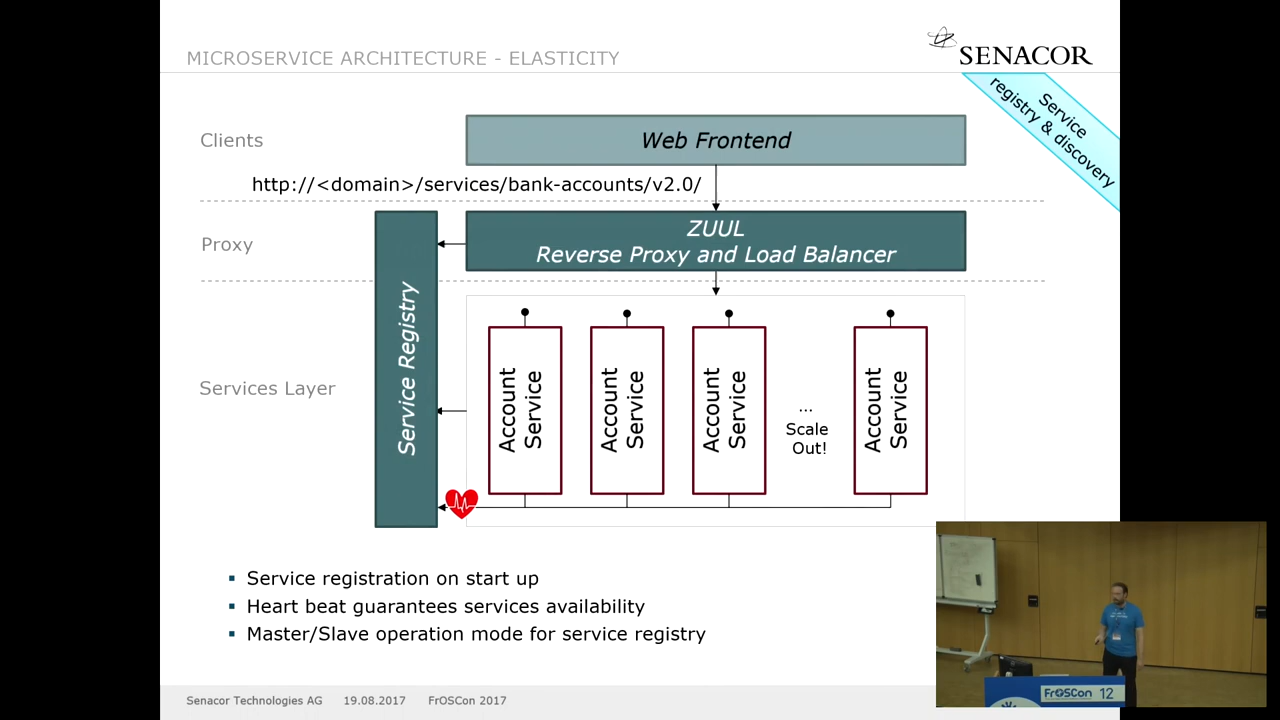 MICROSERVICE ARCHITECTURE - ELASTICITY
SENACOR
Service
registry & discovery
Clients
Web Frontend
http://<domain>/services/bank-accounts/v2.0/
Proxy
ZUUL
Reverse Proxy and Load Balancer
Services Layer
Service Registry
Account
Service
Account
Service
Account
Service
...
Scale
Out!
Account
Service
▪ Service registration on start up
▪ Heart beat guarantees services availability
▪ Master/Slave operation mode for service registry
Senacor Technologies AG 19.08.2017 FrOSCon 2017
FrOSCon 12